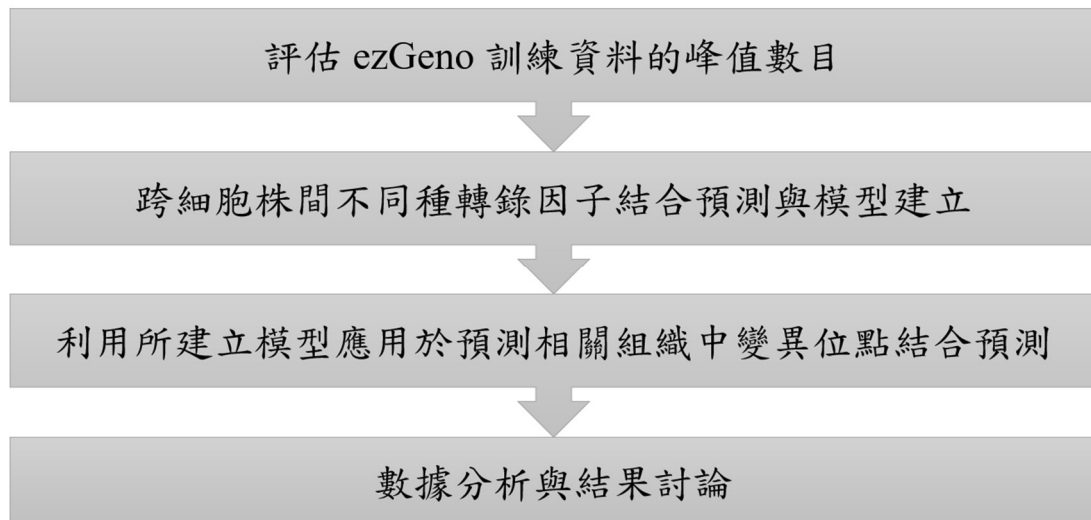 評估 ezGeno 訓練資料的峰值數目
跨細胞株間不同種轉錄因子結合預測與模型建立
利用所建立模型應用於預測相關組織中變異位點結合預測
數據分析與結果討論